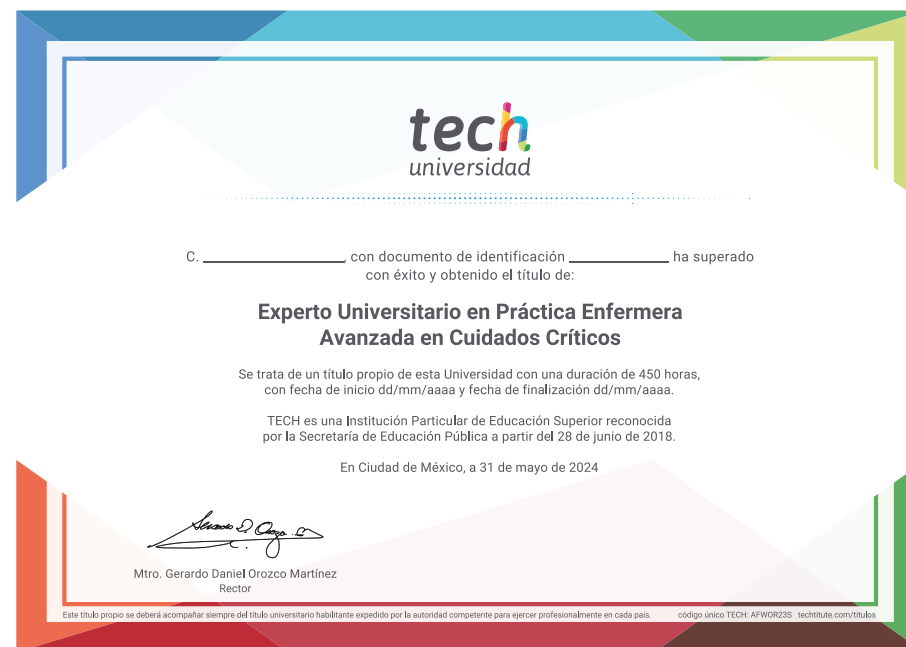 tech
universidad
C. ____________________, con documento de identificación ______________ ha superado
con éxito y obtenido el título de:
Experto Universitario en Práctica Enfermera
Avanzada en Cuidados Críticos
Se trata de un título propio de esta Universidad con una duración de 450 horas,
con fecha de inicio dd/mm/aaaa y fecha de finalización dd/mm/aaaa.
TECH es una Institución Particular de Educación Superior reconocida
por la Secretaría de Educación Pública a partir del 28 de junio de 2018.
En Ciudad de México, a 31 de mayo de 2024
Mtro. Gerardo Daniel Orozco Martínez
Rector
Este título propio se deberá acompañar siempre del título universitario habilitante expedido por la autoridad competente para ejercer profesionalmente en cada país. código único TECH: AFWOR23S techtitute.com/titulos